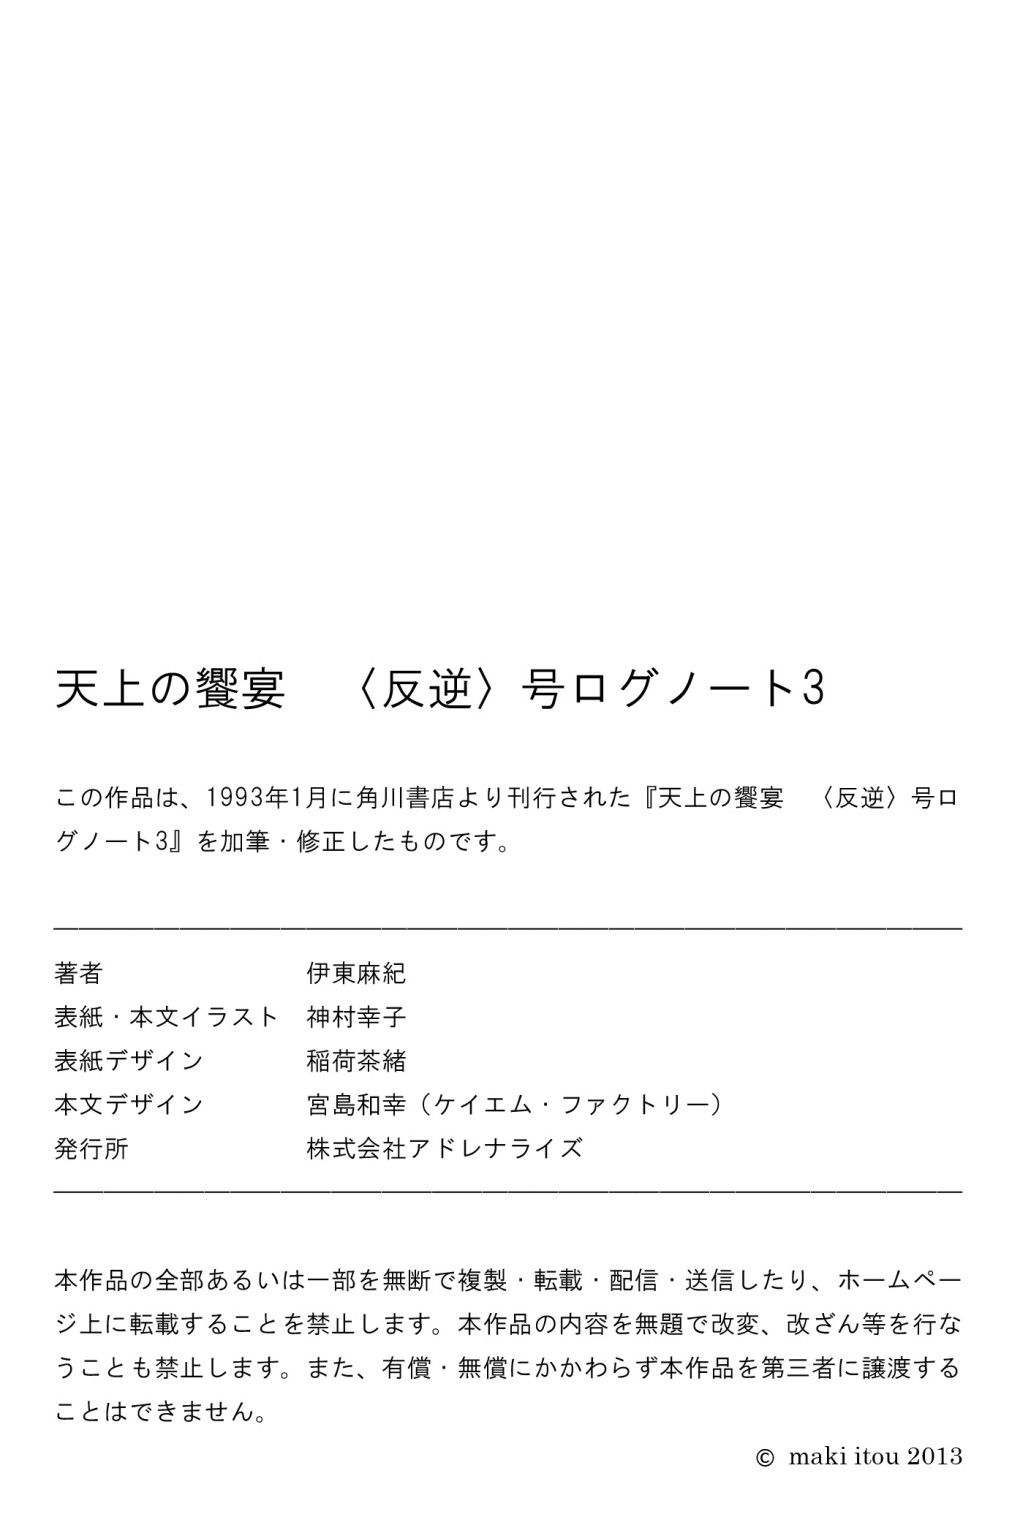 天上の饗宴　〈反逆〉号ログノート3
この作品は、1993年1月に角川書店より刊行された『天上の饗宴　〈反逆〉号ロ
グノート3』を加筆・修正したものです。
著者　伊東麻紀
表紙・本文イラスト　神村幸子
表紙デザイン　稲荷茶緒
本文デザイン　宮島和幸（ケイエム・ファクトリー）
発行所　株式会社アドレナライズ
本作品の全部あるいは一部を無断で複製・転載・配信・送信したり、ホームペー
ジ上に転載することを禁止します。本作品の内容を無題で改変、改ざん等を行な
うことも禁止します。また、有償・無償にかかわらず本作品を第三者に譲渡する
ことはできません。
© maki itou 2013